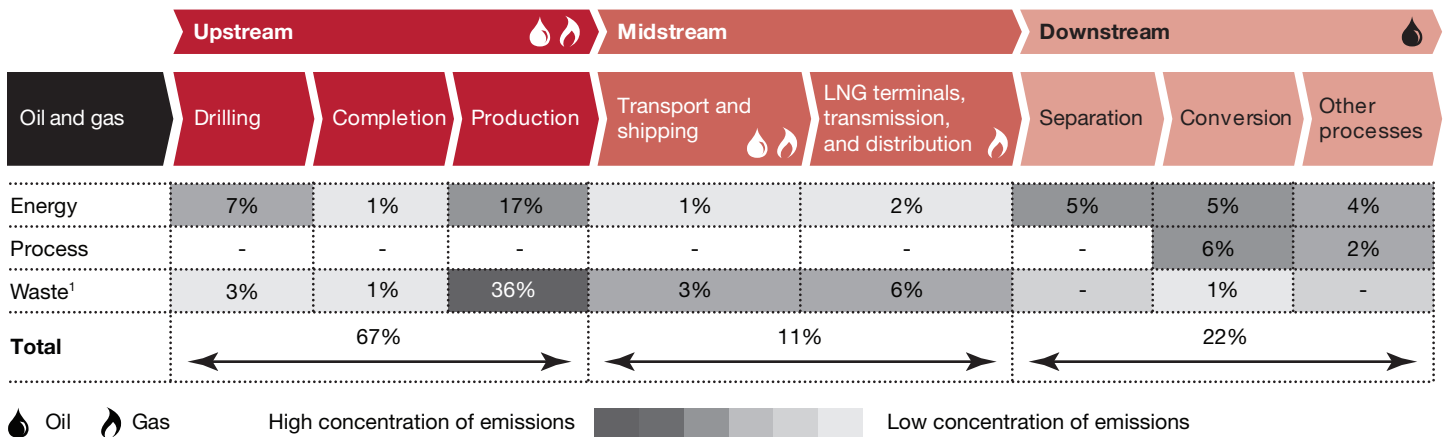 Upstream Midstream Downstream
Oil and gas Drilling Completion Production Transport and shipping LNG terminals, transmission, and distribution Separation Conversion Other processes
Energy 7% 1% 17% 1% 2% 5% 5% 4%
Process - - - - - - 6% 2%
Waste¹ 3% 1% 36% 3% 6% - 1% -
Total 67% 11% 22%
Oil Gas High concentration of emissions Low concentration of emissions